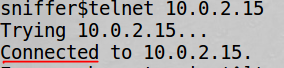 sniffer$telnet 10.0.2.15
Trying 10.0.2.15...
Connected to 10.0.2.15.